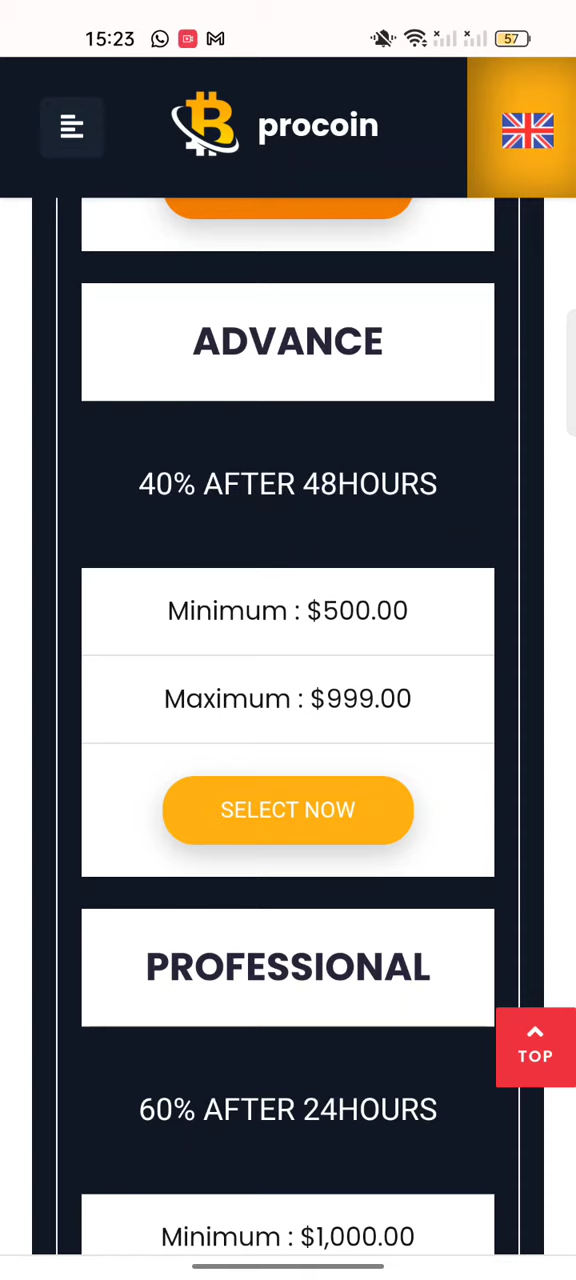 15:23
57
procoin
ADVANCE
40% AFTER 48HOURS
Minimum : $500.00
Maximum : $999.00
SELECT NOW
PROFESSIONAL
TOP
60% AFTER 24HOURS
Minimum : $1,000.00